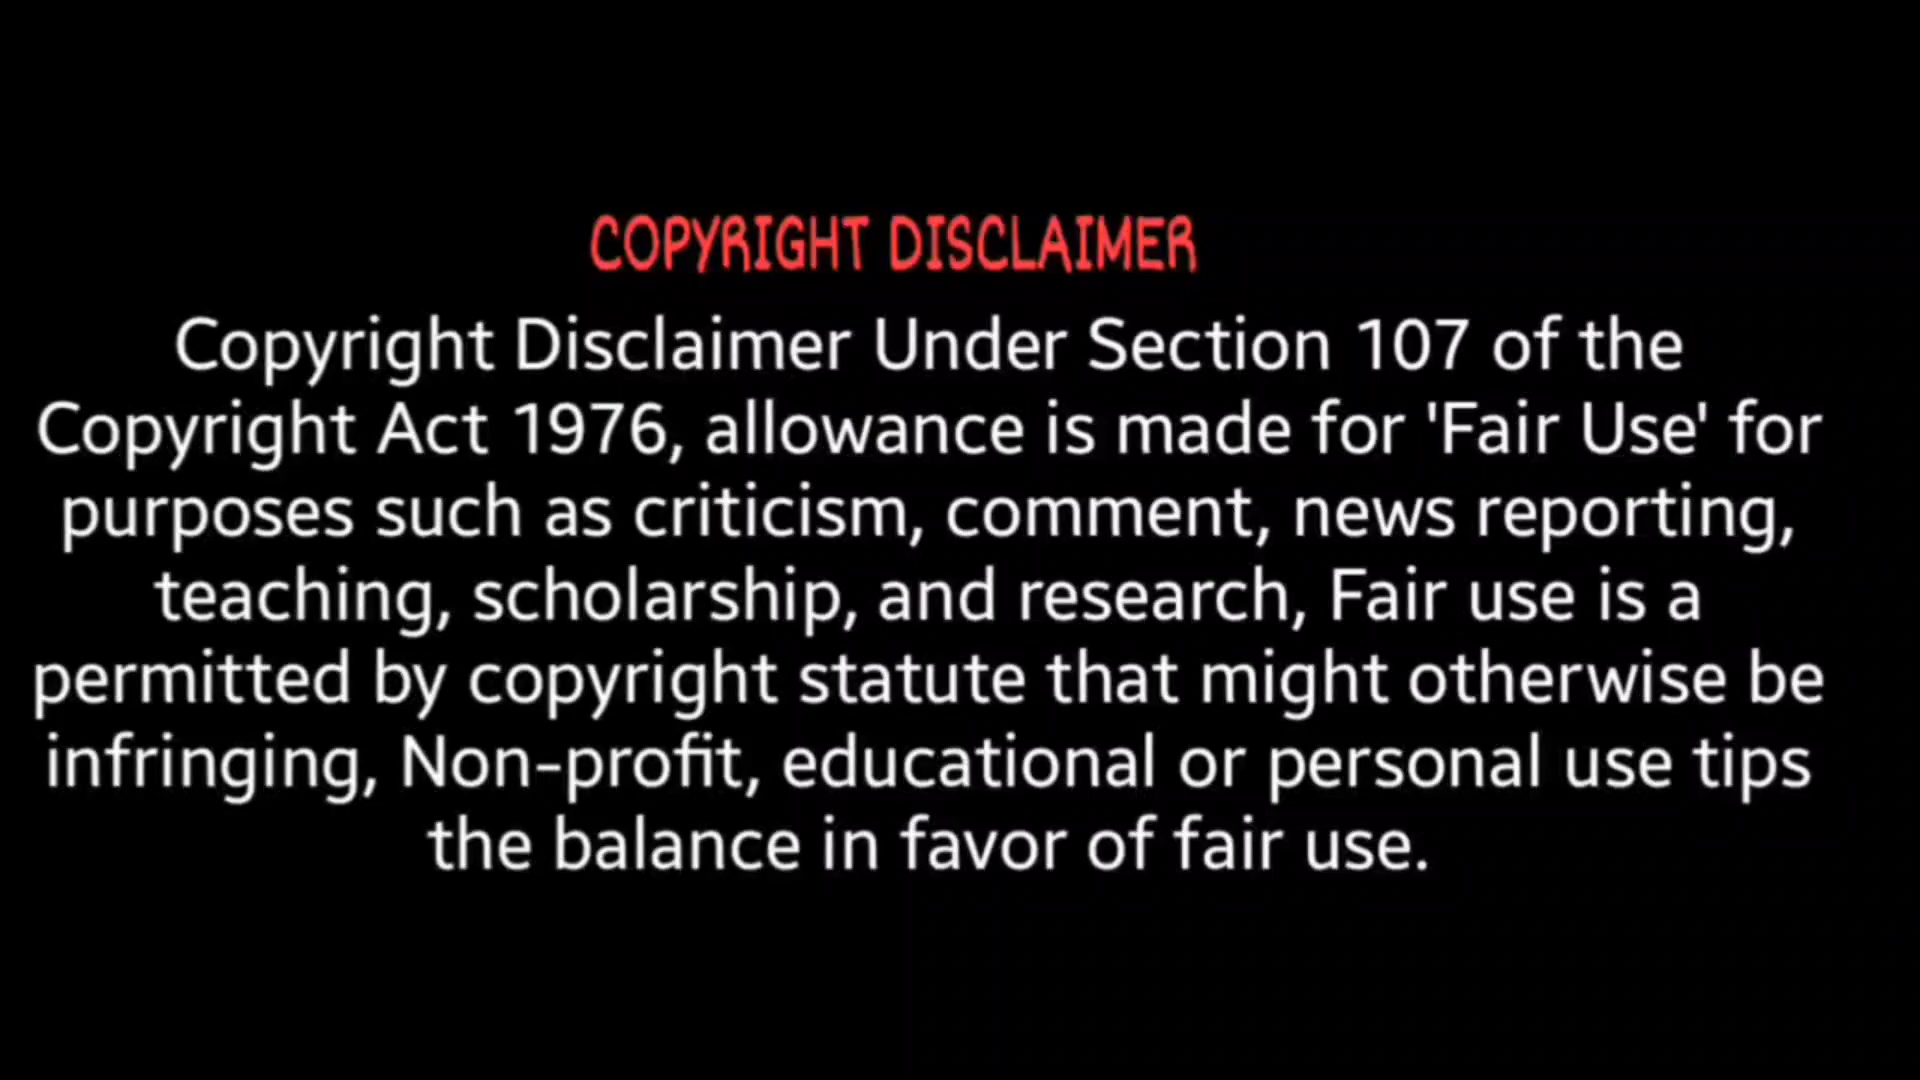 COPYRIGHT DISCLAIMER
Copyright Disclaimer Under Section 107 of the
Copyright Act 1976, allowance is made for 'Fair Use' for
purposes such as criticism, comment, news reporting,
teaching, scholarship, and research, Fair use is a
permitted by copyright statute that might otherwise be
infringing, Non-profit, educational or personal use tips
the balance in favor of fair use.